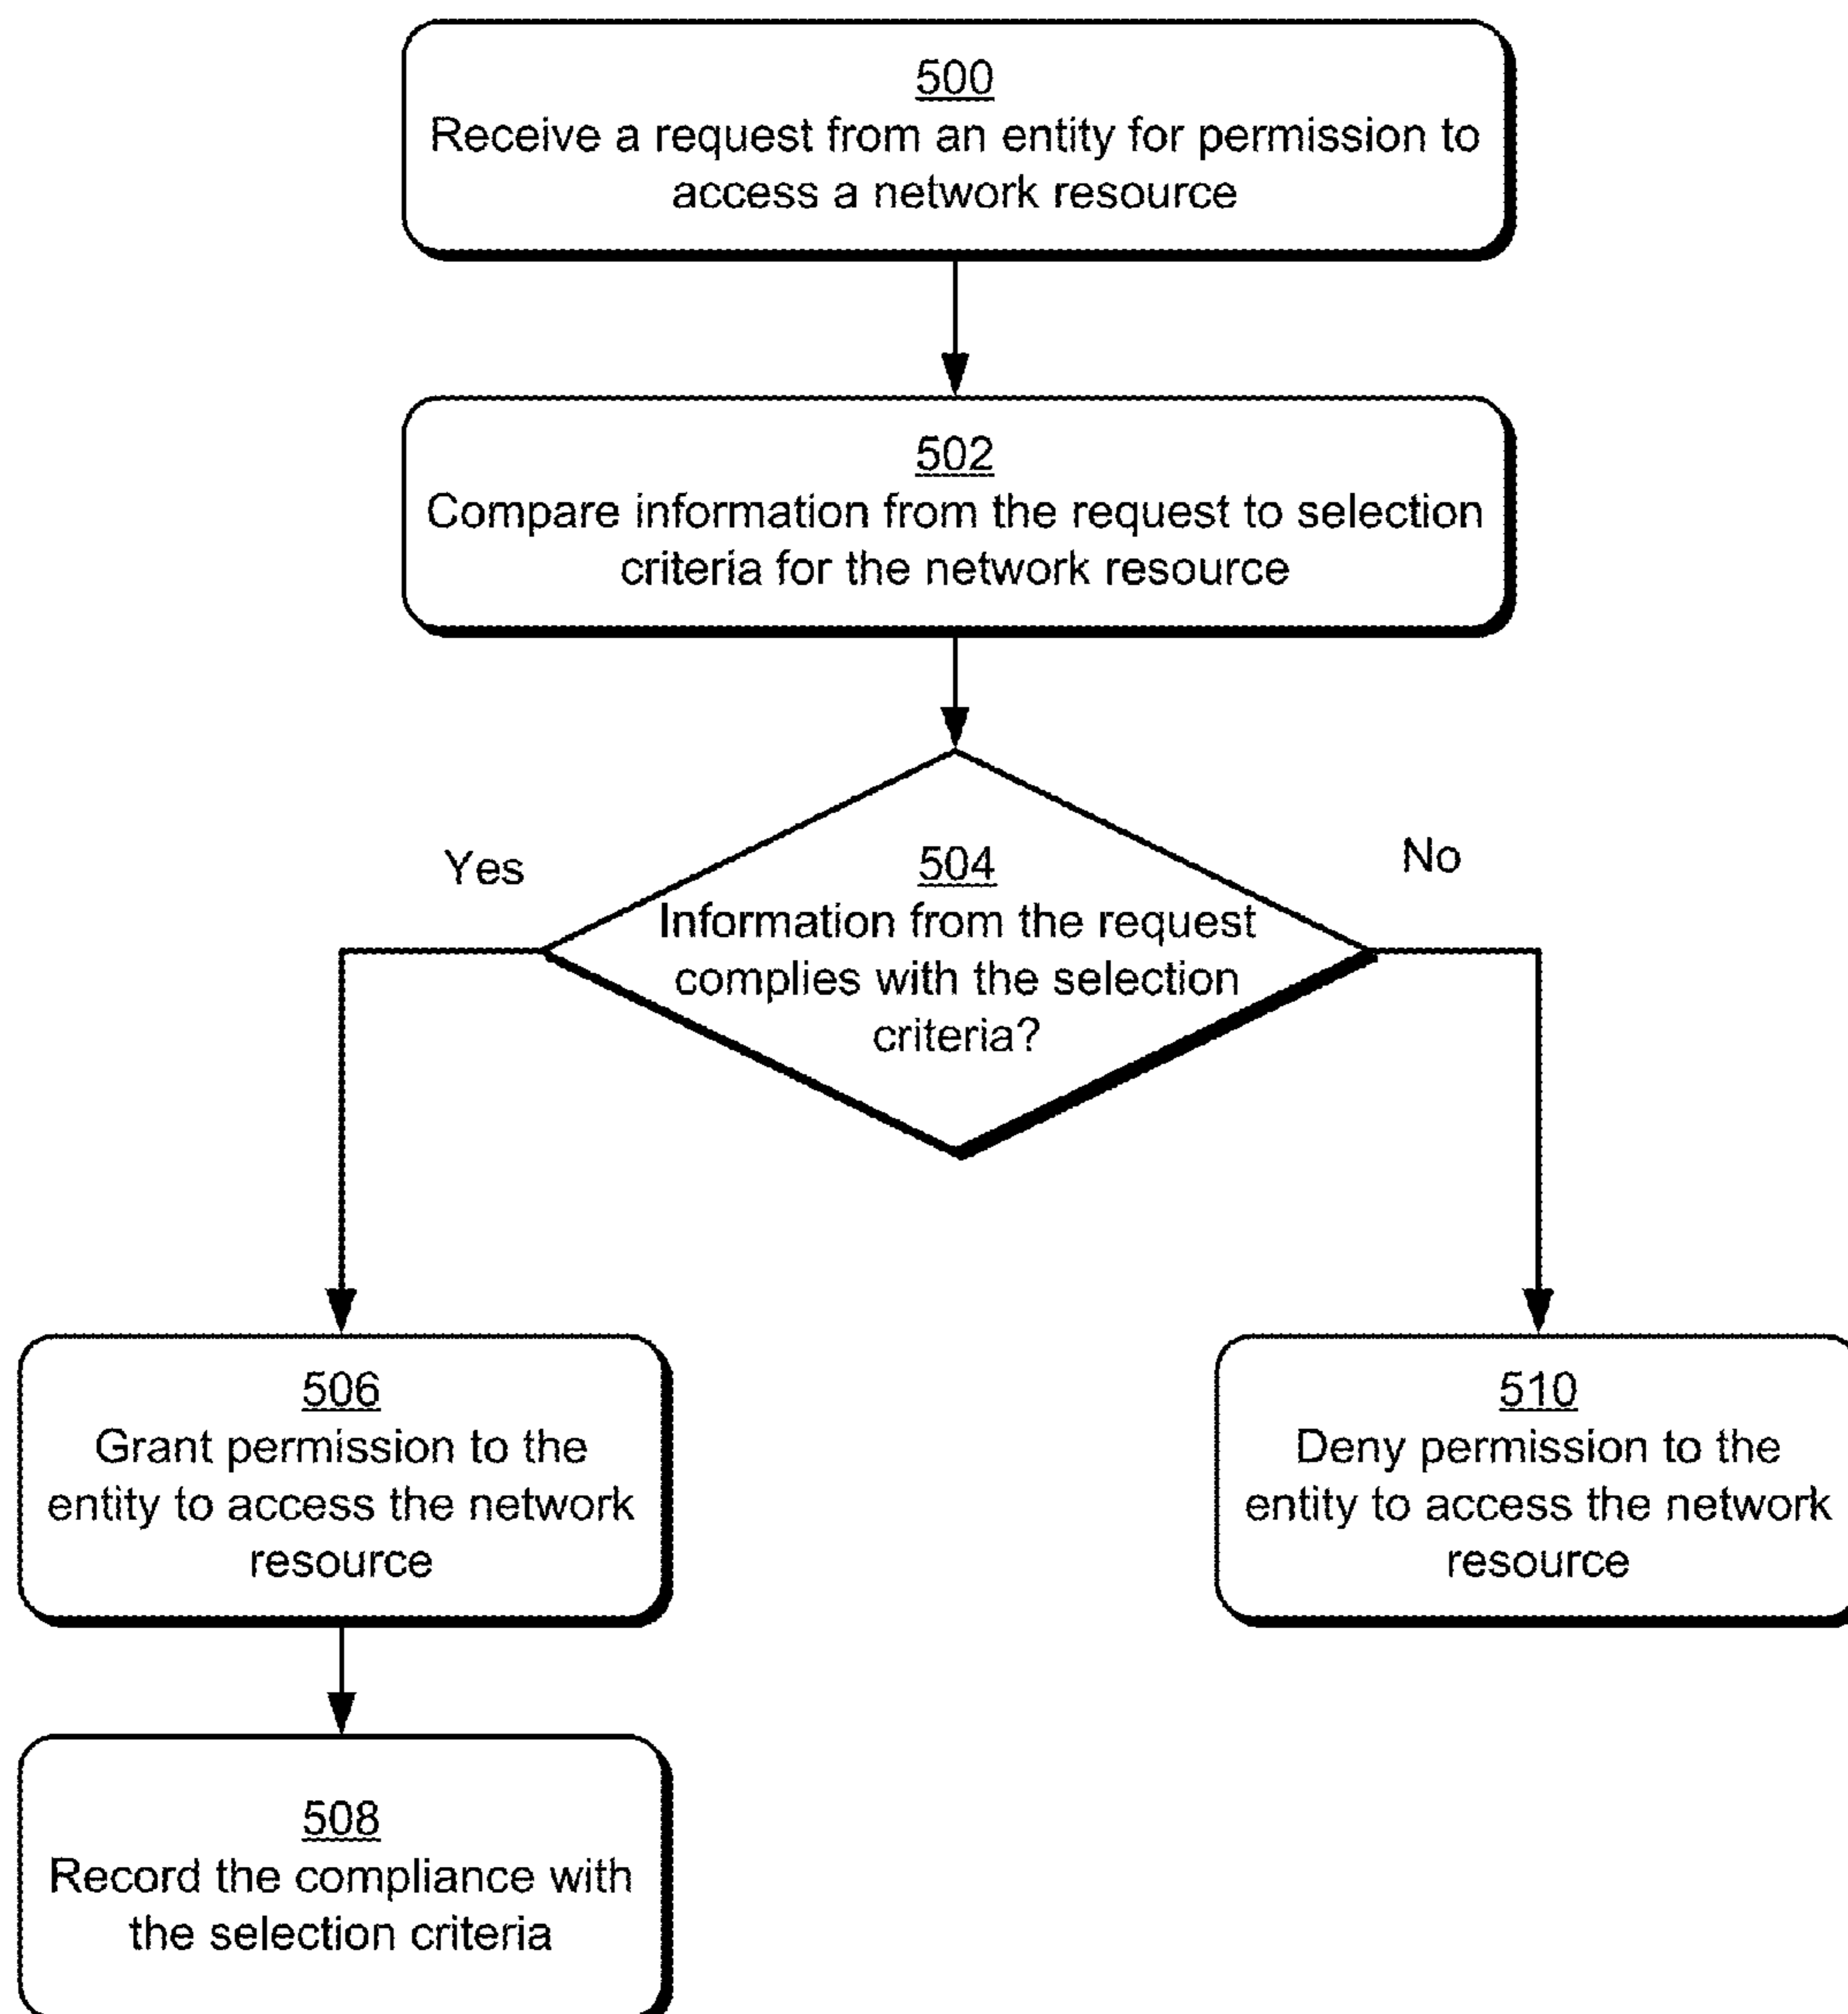 500
Receive a request from an entity for permission to
access a network resource
502
Compare information from the request to selection
criteria for the network resource
504
Information from the request
complies with the selection
criteria?
Yes
No
506
Grant permission to the
entity to access the network
resource
510
Deny permission to the
entity to access the network
resource
508
Record the compliance with
the selection criteria